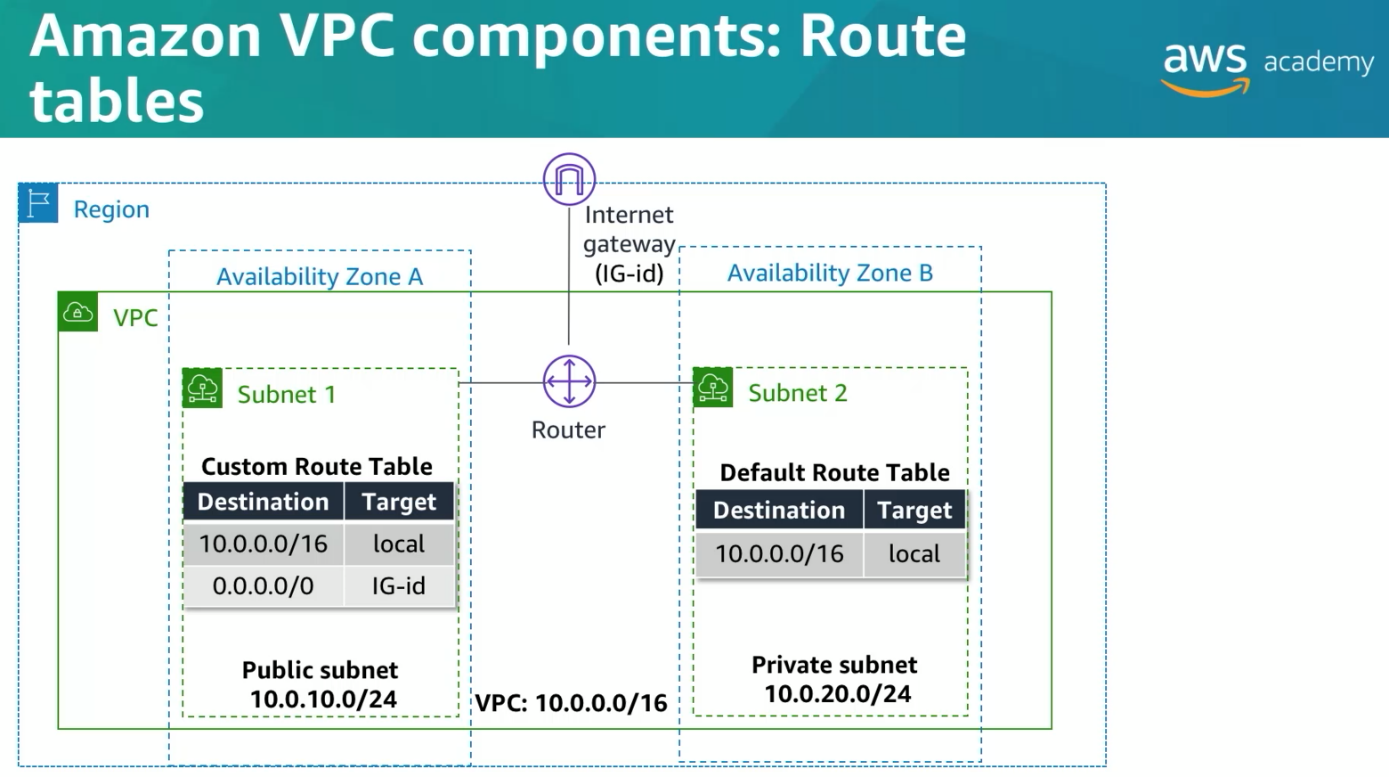 Amazon VPC components: Route
tables
aws academy
Region
Internet
gateway
(IG-id)
Availability Zone A
Availability Zone B
VPC
Subnet 1
Subnet 2
Router
Custom Route Table
Destination Target
10.0.0.0/16 local
0.0.0.0/0 IG-id
Default Route Table
Destination Target
10.0.0.0/16 local
Public subnet
10.0.10.0/24
VPC: 10.0.0.0/16
Private subnet
10.0.20.0/24